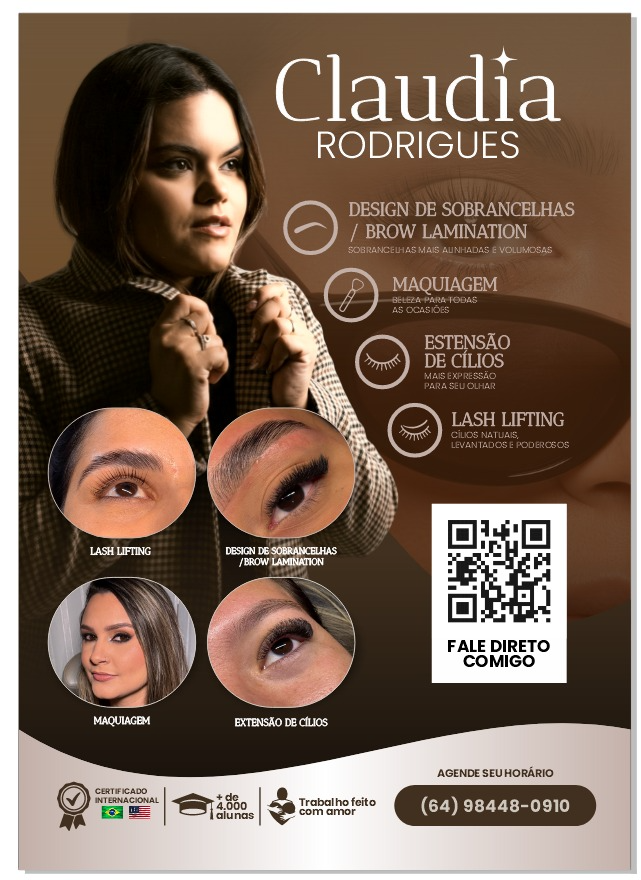 Claudia
RODRIGUES
DESIGN DE SOBRANCELHAS
/ BROW LAMINATION
SOBRANCELHAS MAIS ALINHADAS E VOLUMOSAS
MAQUIAGEM
BELEZA PARA TODAS
AS OCASIÕES
ESTENSÃO
DE CÍLIOS
MAIS EXPRESSÃO
PARA SEU OLHAR
LASH LIFTING
CÍLIOS NATUAIS,
LEVANTADOS E PODEROSOS
LASH LIFTING
DESIGN DE SOBRANCELHAS
/BROW LAMINATION
MAQUIAGEM
EXTENSÃO DE CÍLIOS
FALE DIRETO
COMIGO
CERTIFICADO
INTERNACIONAL
+ de
4.000
alunas
Trabalho feito
com amor
AGENDE SEU HORÁRIO
(64) 98448-0910